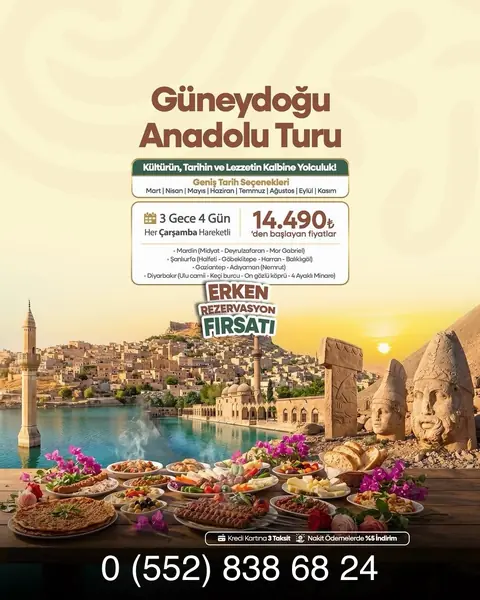 Güneydoğu
Anadolu Turu
Kültürün, Tarihin ve Lezzetin Kalbine Yolculuk!
Geniş Tarih Seçenekleri
Mart | Nisan | Mayıs | Haziran | Temmuz | Ağustos | Eylül | Kasım
3 Gece 4 Gün
Her Çarşamba Hareketli
14.490₺
'den başlayan fiyatlar
- Mardin (Midyat - Deyrulzafaran - Mor Gabriel)
- Şanlıurfa (Halfeti - Göbeklitepe - Harran - Balıklıgöl)
- Gaziantep - Adıyaman (Nemrut)
- Diyarbakır (Ulu camii - Keçi burcu - On gözlü köprü - 4 Ayaklı Minare)
ERKEN
REZERVASYON
FIRSATI
Kredi Kartına 3 Taksit
Nakit Ödemelerde %5 İndirim
0 (552) 838 68 24